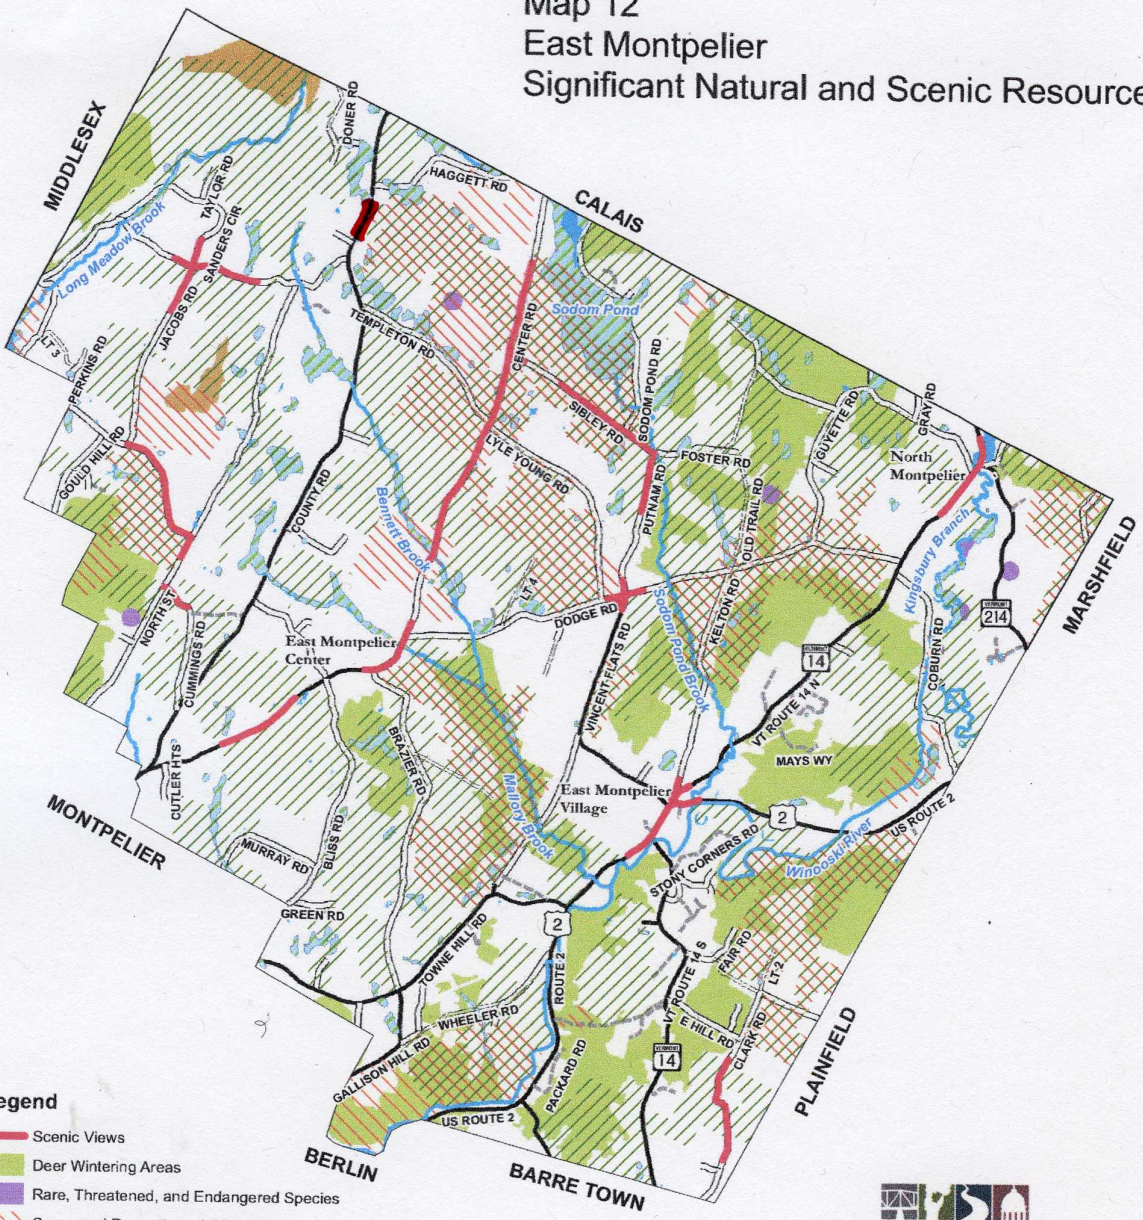 Map 12
East Montpelier
Significant Natural and Scenic Resource
MIDDLESEX
DONER RD
HAGGETT RD
CALAIS
TAYLOR RD
SANDERS CIR
Long Meadow Brook
LT 3
PERKINS RD
JACOBS RD
TEMPLETON RD
CENTER RD
Sodom Pond
SODOM POND RD
SIBLEY RD
GOULD HILL RD
LYLE YOUNG RD
FOSTER RD
GUYETTE RD
GRAY RD
North
Montpelier
COUNTY RD
Bennett Brook
PUTNAM RD
OLD TRAIL RD
Kingsbury Branch
MARSHFIELD
NORTH ST
CUMMINGS RD
East Montpelier
Center
LT 4
DODGE RD
Sodom Pond Brook
KELTON RD
VERMONT
214
VERMONT
14
COBURN RD
VINCENT FLATS RD
VT ROUTE 14 N
MAYS WY
BRAZIER RD
CUTLER HTS
MONTPELIER
East Montpelier
Village
Mallory Brook
2
US ROUTE 2
Winooski River
STONY CORNERS RD
MURRAY RD
BLISS RD
GREEN RD
2
TOWNE HILL RD
ROUTE 2
VT ROUTE 14 S
FAIR RD
LT-2
WHEELER RD
E HILL RD
CLARK RD
PLAINFIELD
GALLISON HILL RD
PACKARD RD
VERMONT
14
US ROUTE 2
BERLIN
BARRE TOWN
egend
Scenic Views
Deer Wintering Areas
Rare, Threatened, and Endangered Species